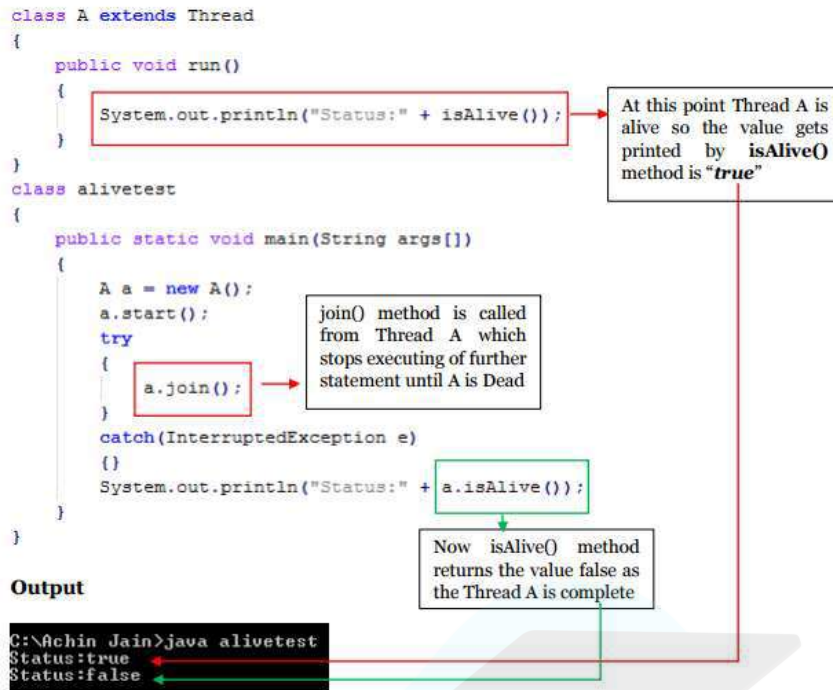 class A extends Thread
{
public void run()
{
System.out.println("Status:" + isAlive());
}
}
At this point Thread A is
alive so the value gets
printed by isAlive()
method is “true”
class alivetest
{
public static void main(String args[])
{
A a = new A();
a.start();
try
{
a.join();
}
join() method is called
from Thread A which
stops executing of further
statement until A is Dead
catch(InterruptedException e)
{}
System.out.println("Status:" + a.isAlive());
}
}
Now isAlive() method
returns the value false as
the Thread A is complete
Output
C:\Achin Jain>java alivetest
Status:true
Status:false